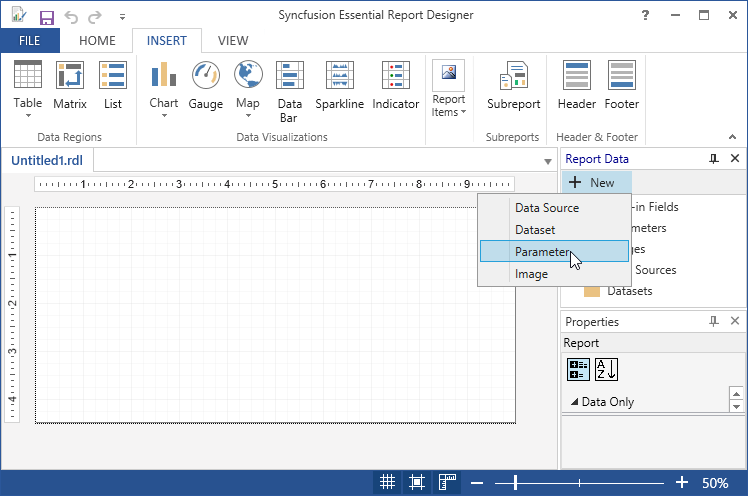 Syncfusion Essential Report Designer
?
FILE HOME INSERT VIEW
Table Matrix List Chart Gauge Map Data Bar Sparkline Indicator Report Items Subreport Header Footer
Data Regions Data Visualizations Subreports Header & Footer
Untitled1.rdl
Report Data
1 2 3 4 5 6 7 8 9
New
Data Source
Dataset
Parameter
Image
-in Fields
meters
ges
Sources
Datasets
1
2
3
4
Properties
Report
A
Z
Data Only
50%